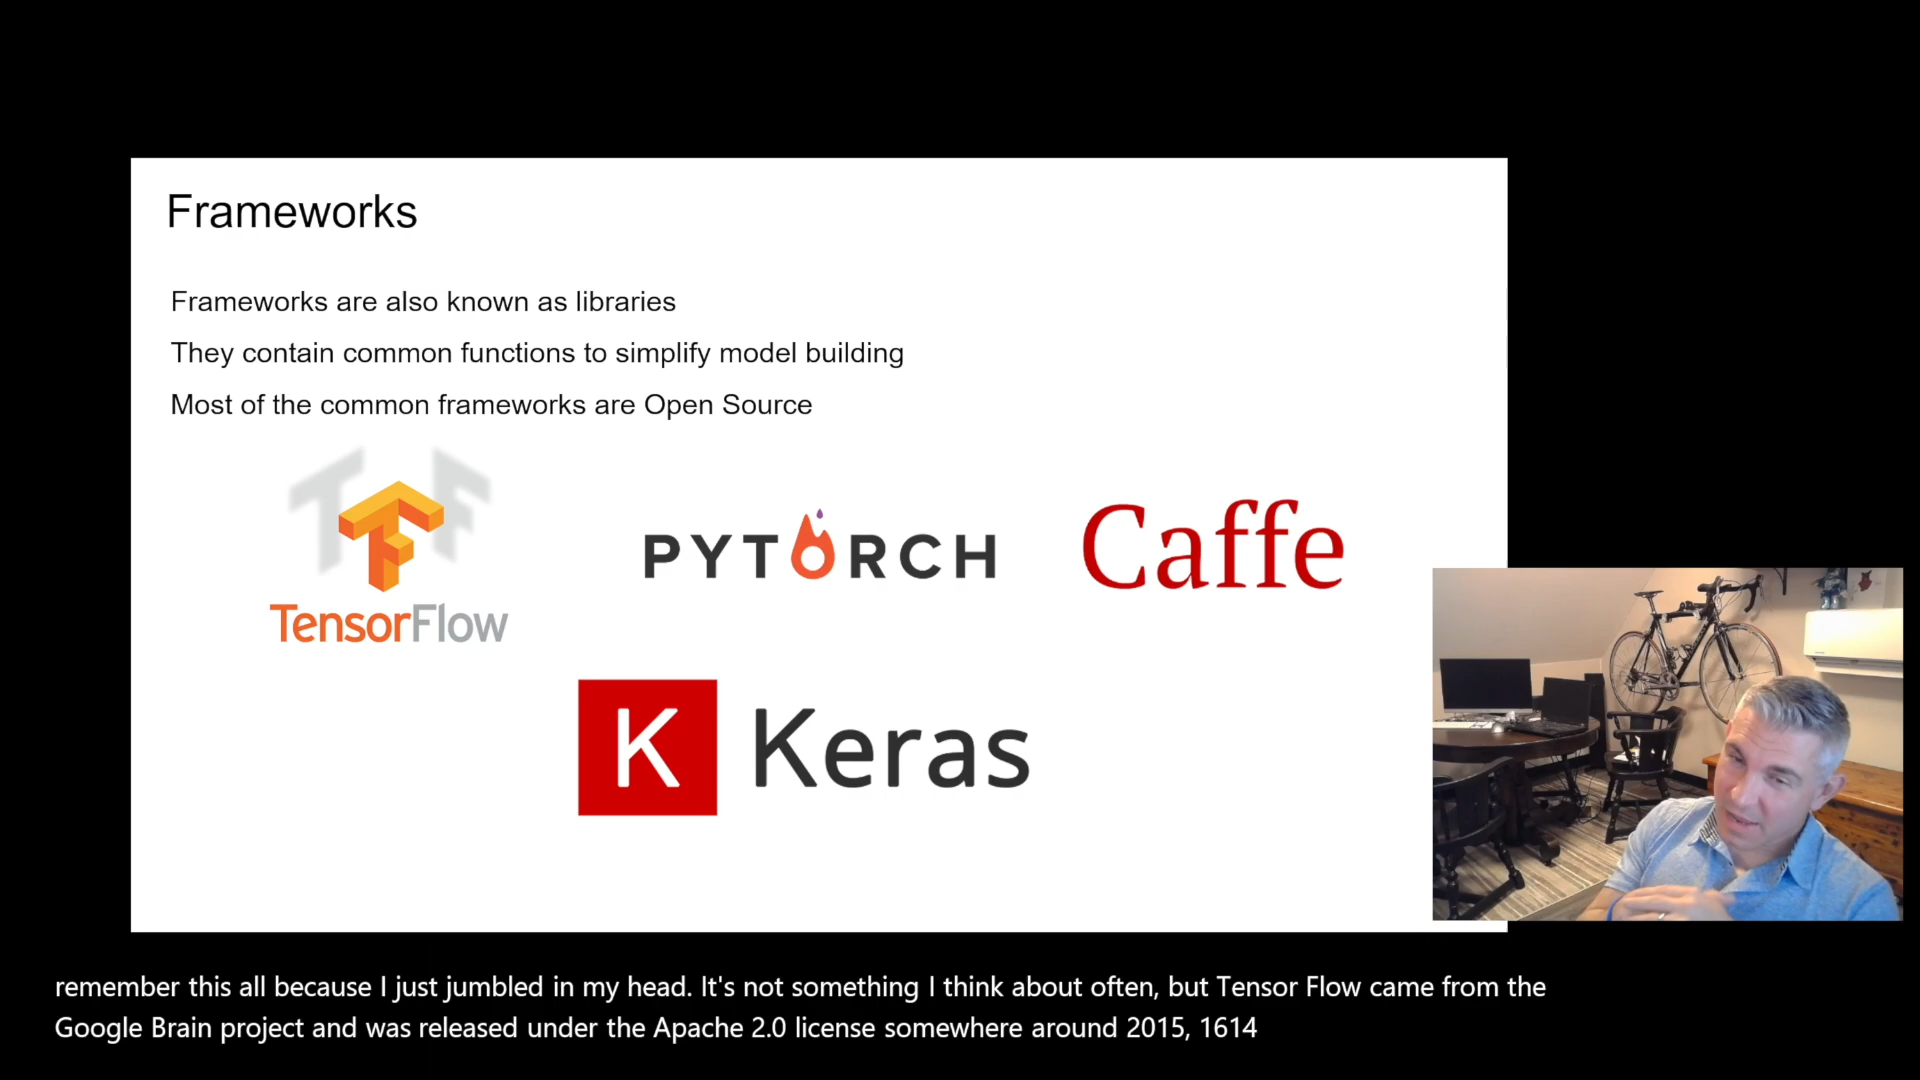 Frameworks
Frameworks are also known as libraries
They contain common functions to simplify model building
Most of the common frameworks are Open Source
TF
TensorFlow
PYTORCH
Caffe
K Keras
remember this all because I just jumbled in my head. It's not something I think about often, but Tensor Flow came from the
Google Brain project and was released under the Apache 2.0 license somewhere around 2015, 1614